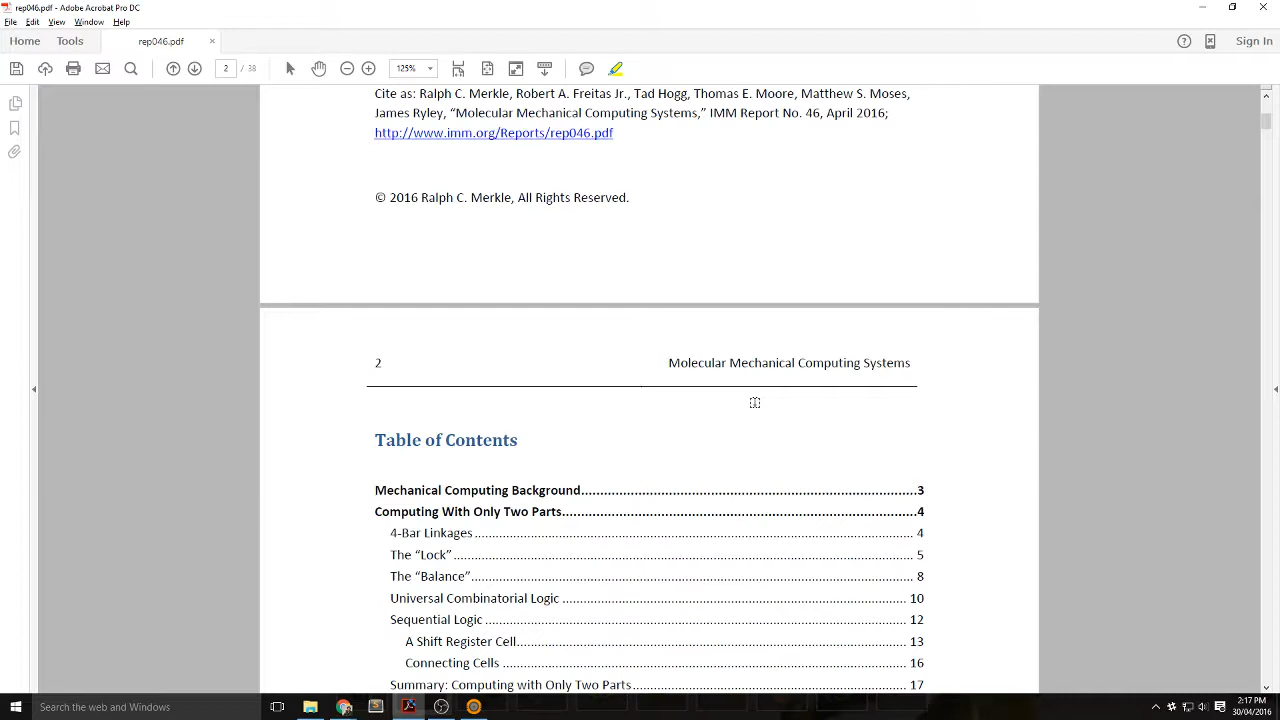 rep046.pdf - Adobe Acrobat Pro DC
File Edit View Window Help
Home Tools rep046.pdf × Sign In
2 / 38 125%
Cite as: Ralph C. Merkle, Robert A. Freitas Jr., Tad Hogg, Thomas E. Moore, Matthew S. Moses,
James Ryley, “Molecular Mechanical Computing Systems,” IMM Report No. 46, April 2016;
http://www.imm.org/Reports/rep046.pdf
© 2016 Ralph C. Merkle, All Rights Reserved.
2 Molecular Mechanical Computing Systems
Table of Contents
Mechanical Computing Background 3
Computing With Only Two Parts 4
4-Bar Linkages 4
The “Lock” 5
The “Balance” 8
Universal Combinatorial Logic 10
Sequential Logic 12
A Shift Register Cell 13
Connecting Cells 16
Summary: Computing with Only Two Parts 17
Search the web and Windows
2:17 PM
30/04/2016